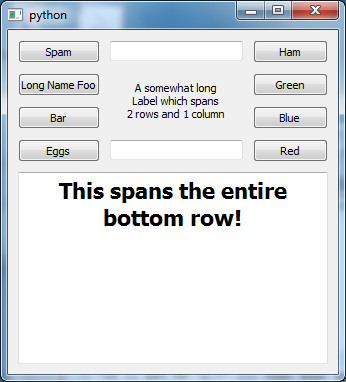 python
Spam
Ham
Long Name Foo
A somewhat long
Label which spans
2 rows and 1 column
Green
Bar
Blue
Eggs
Red
This spans the entire
bottom row!